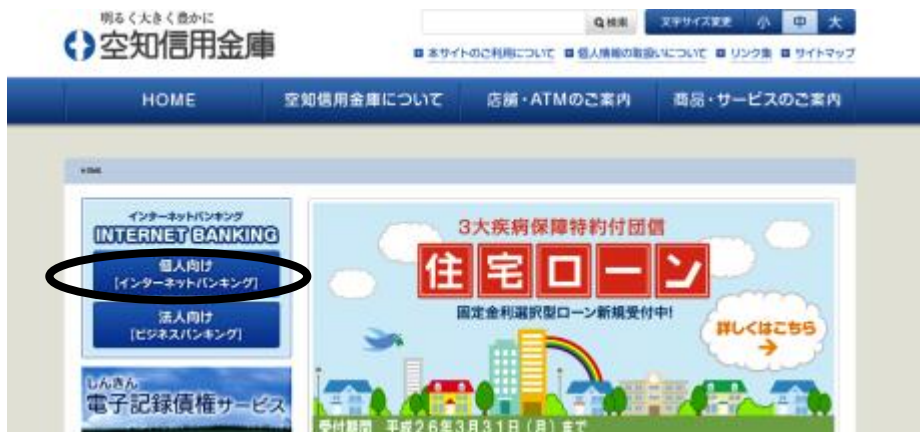 明るく大きく豊かに
空知信用金庫
検索
文字サイズ変更 小 中 大
本サイトのご利用について 個人情報の取扱いについて リンク集 サイトマップ
HOME 空知信用金庫について 店舗・ATMのご案内 商品・サービスのご案内
HOME
インターネットバンキング
INTERNET BANKING
個人向け
[インターネットバンキング]
法人向け
[ビジネスバンキング]
しんきん
電子記録債権サービス
3大疾病保障特約付団信
住宅ローン
固定金利選択型ローン新規受付中!
詳しくはこちら
受付期間 平成26年3月31日(月)まで